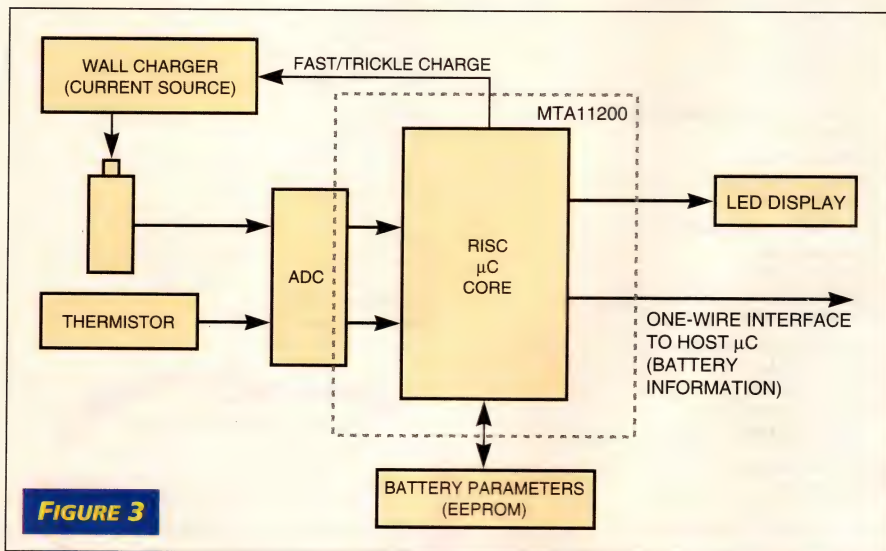 WALL CHARGER
(CURRENT SOURCE)
FAST/TRICKLE CHARGE
MTA11200
ADC
RISC
µC
CORE
LED DISPLAY
THERMISTOR
ONE-WIRE INTERFACE
TO HOST µC
(BATTERY
INFORMATION)
BATTERY PARAMETERS
(EEPROM)
FIGURE 3